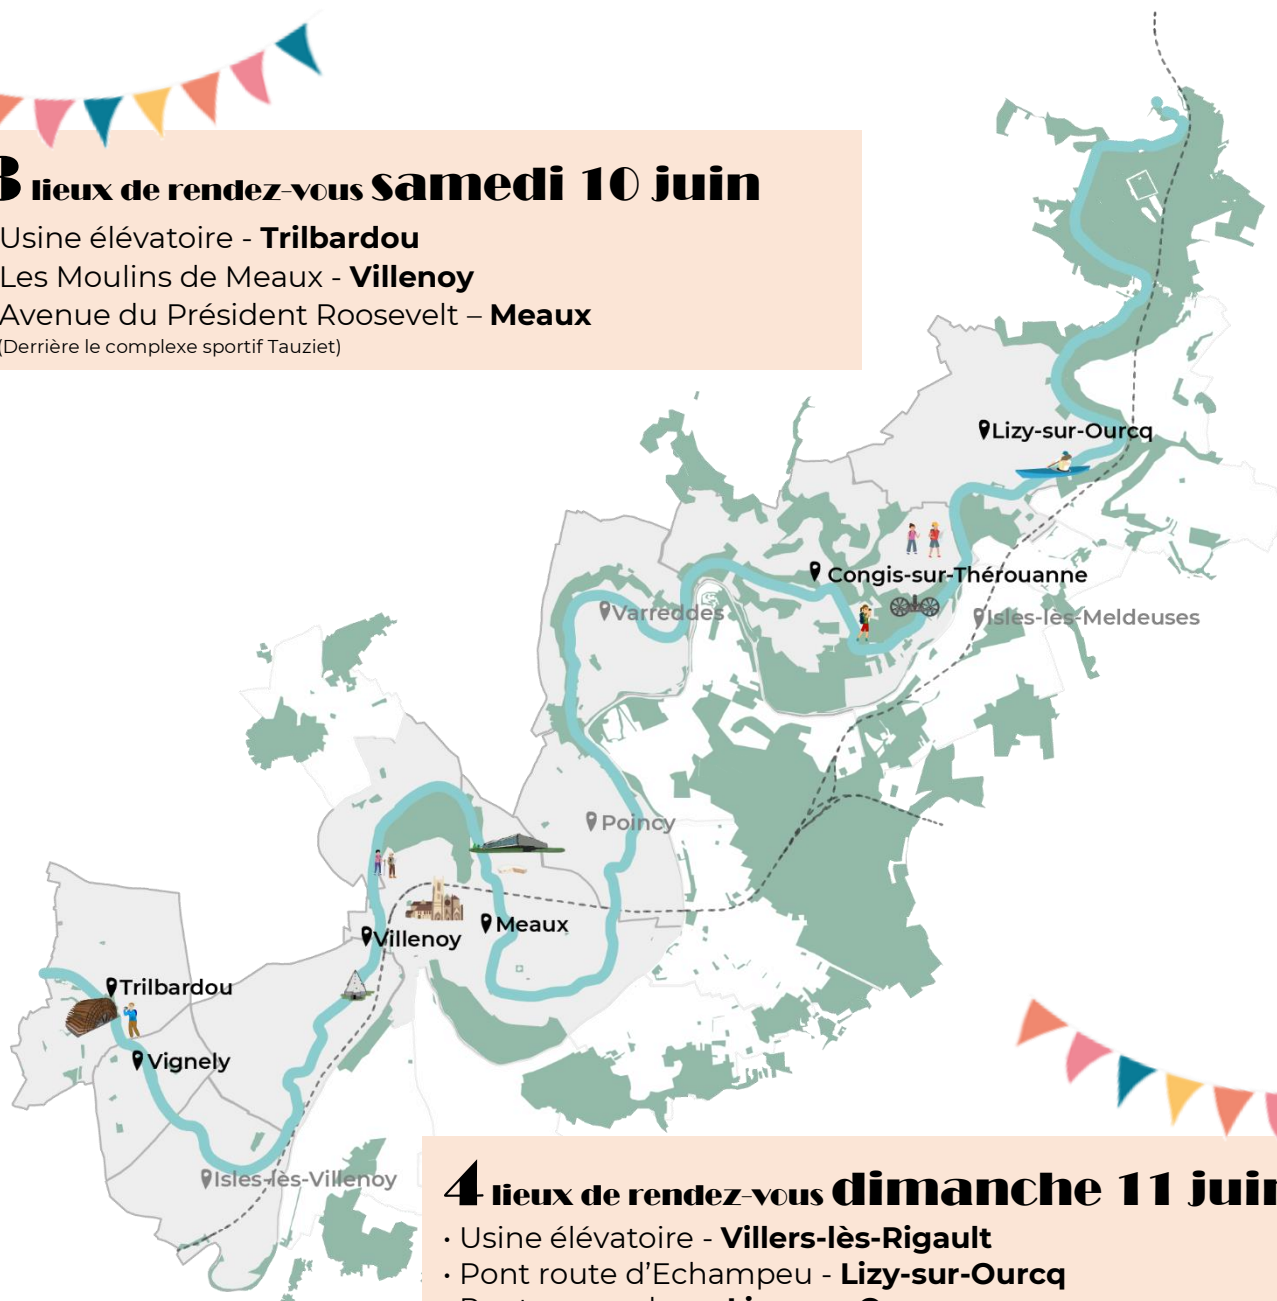 3 lieux de rendez-vous samedi 10 juin
Usine élévatoire - Trilbardou
Les Moulins de Meaux - Villenoy
Avenue du Président Roosevelt – Meaux
(Derrière le complexe sportif Tauziet)
Lizy-sur-Ourcq
Congis-sur-Thérouanne
Varreddes
Isles-lès-Meldeuses
Poincy
Meaux
Villenoy
Trilbardou
Vignely
Isles-lès-Villenoy
4 lieux de rendez-vous dimanche 11 juin
• Usine élévatoire - Villers-lès-Rigault
• Pont route d’Echampeu - Lizy-sur-Ourcq